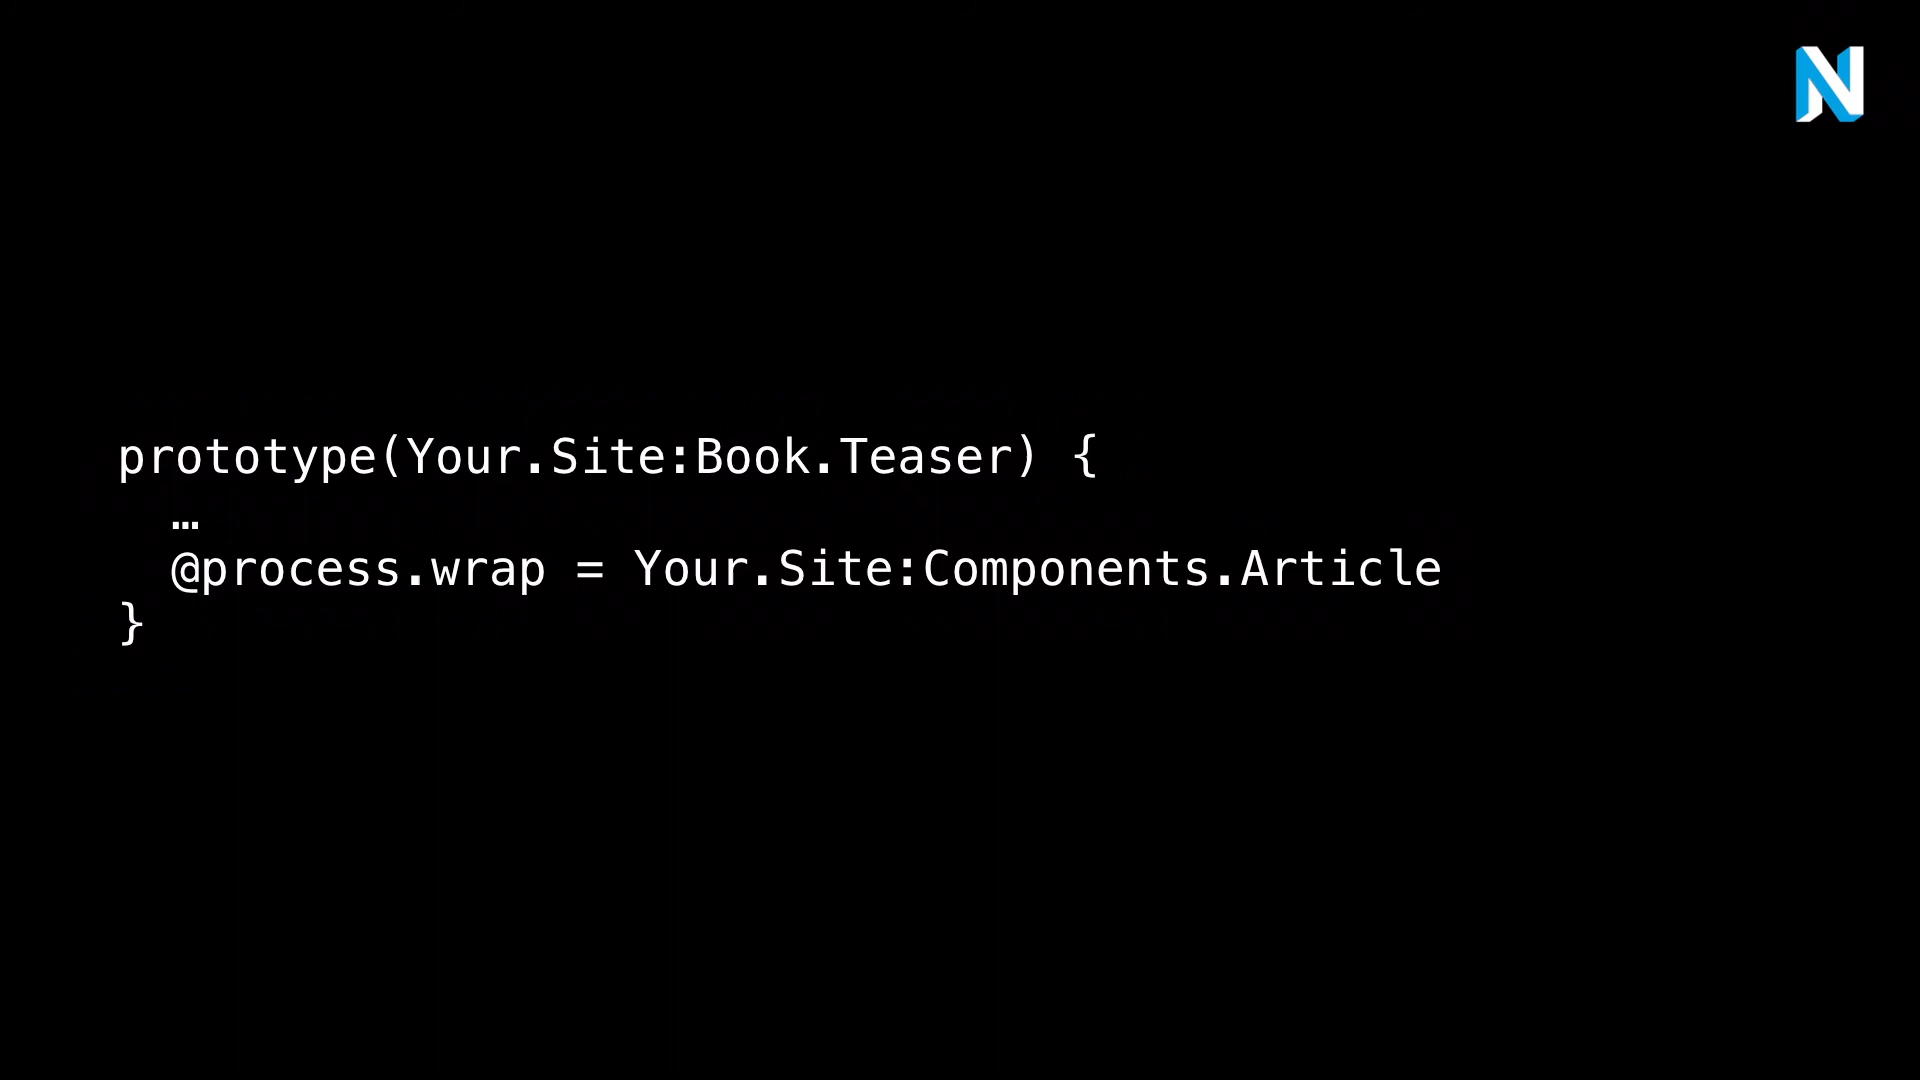 prototype(Your.Site:Book.Teaser) {
  …
  @process.wrap = Your.Site:Components.Article
}